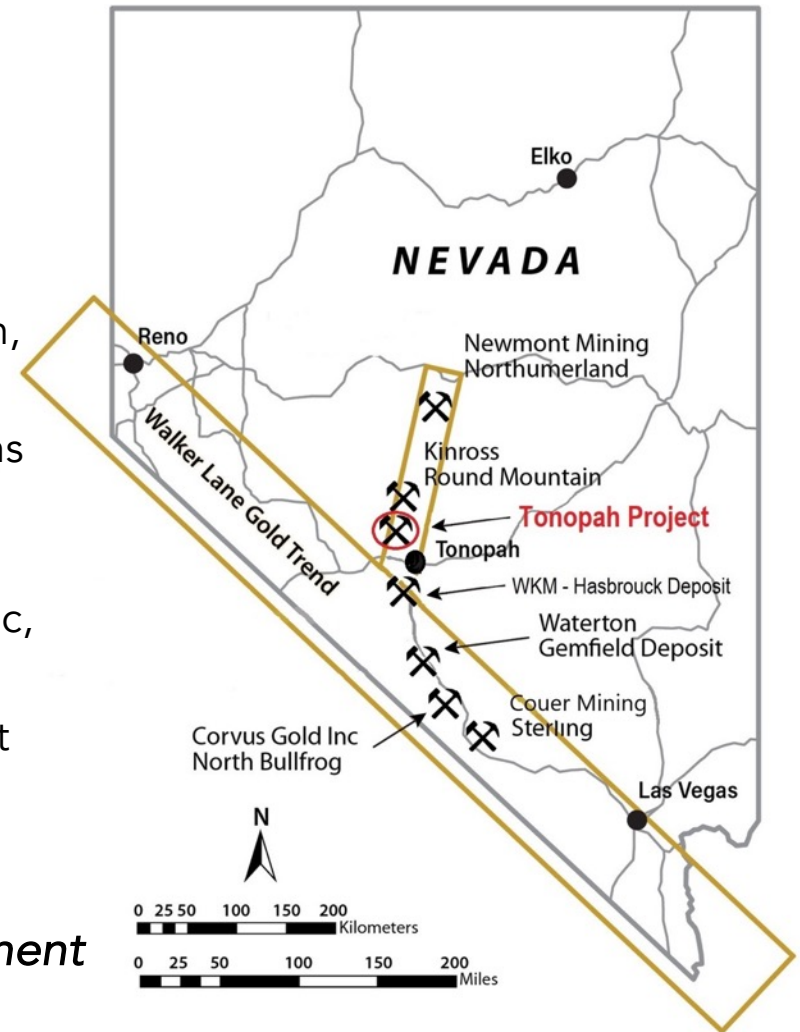 Elko
NEVADA
Reno
Newmont Mining
Northumerland
Walker Lane Gold Trend
Kinross
Round Mountain
Tonopah Project
Tonopah
WKM - Hasbrouck Deposit
Waterton
Gemfield Deposit
Couer Mining
Sterling
Corvus Gold Inc
North Bullfrog
Las Vegas
N
0 25 50 100 150 200
Kilometers
0 25 50 100 150 200
Miles